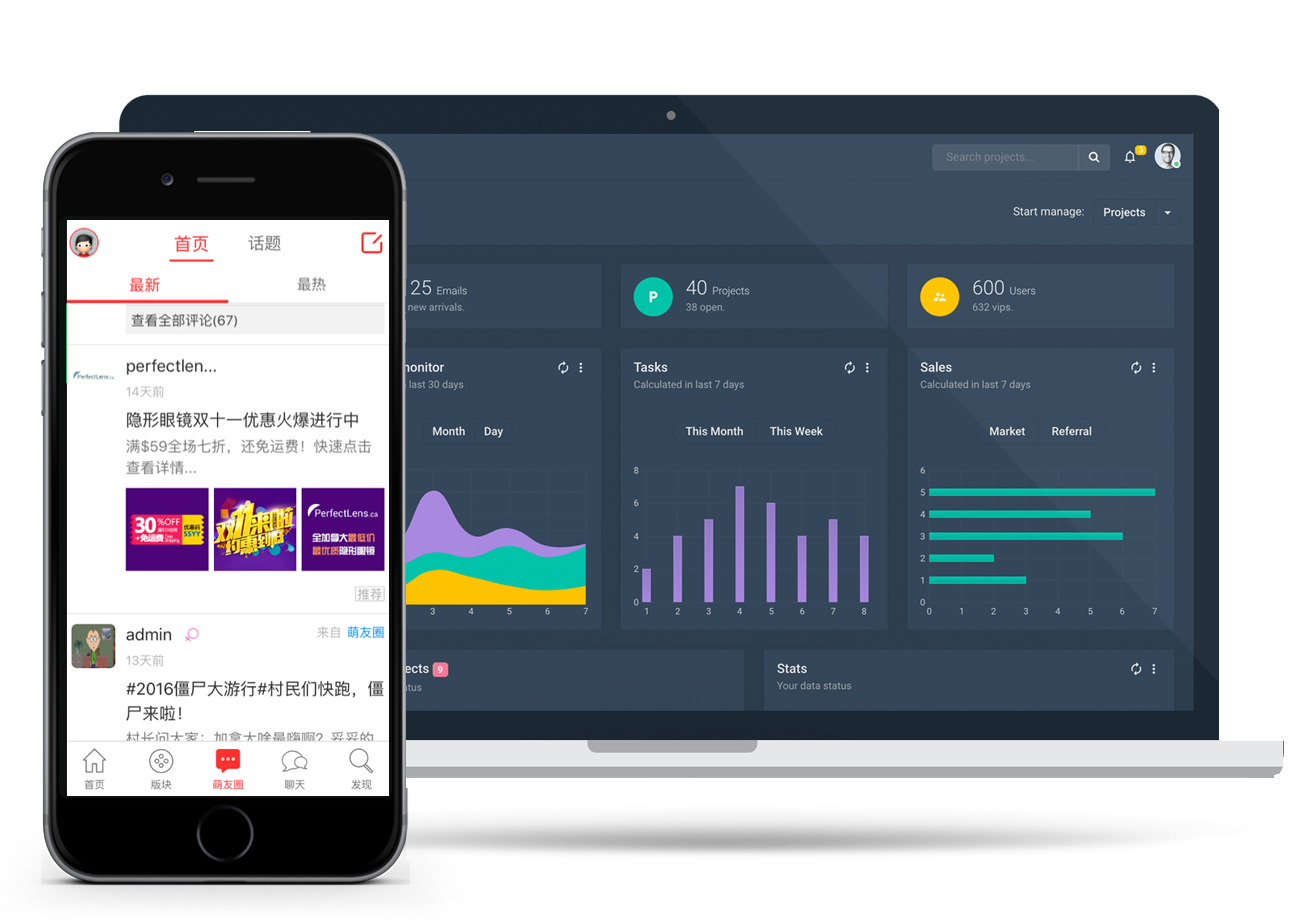 首页
话题
最新
最热
查看全部评论(67)
PerfectLens.ca
perfectlen...
14天前
隐形眼镜双十一优惠火爆进行中
满$59全场七折，还免运费！快速点击
查看详情...
30%OFF
+免运费
优惠码
SSYY
双11来啦
约惠到底
PerfectLens.ca
全加拿大最低价
最优质隐形眼镜
推荐
admin
来自 萌友圈
13天前
#2016僵尸大游行#村民们快跑，僵
尸来啦！
村长问大家：加拿大啥最嗨啊？妥妥的
首页
版块
萌友圈
聊天
发现
Search projects...
3
Start manage:
Projects
25 Emails
new arrivals.
P
40 Projects
38 open.
600 Users
632 vips.
onitor
last 30 days
Month
Day
3 4 5 6 7
Tasks
Calculated in last 7 days
This Month
This Week
8
6
4
2
0
1 2 3 4 5 6 7 8
Sales
Calculated in last 7 days
Market
Referral
6
5
4
3
2
1
0
0 1 2 3 4 5 6 7
ects 9
atus
Stats
Your data status